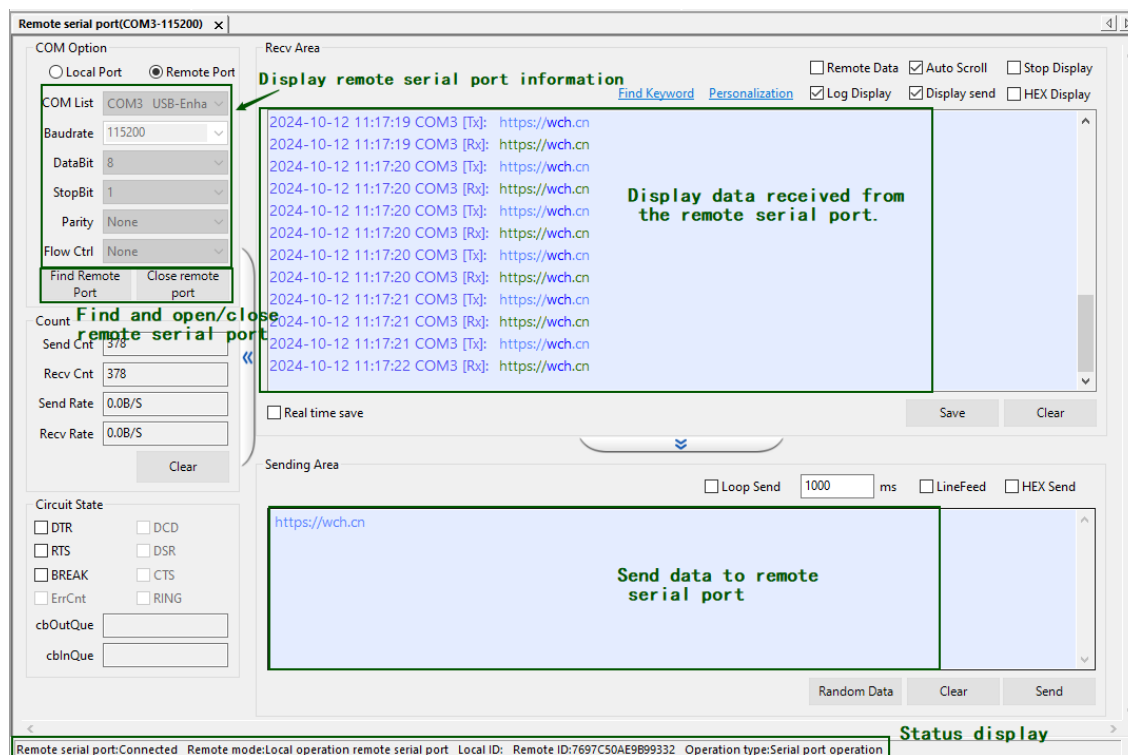 Remote serial port(COM3-115200) x
COM Option
Local Port Remote Port
COM List COM3 USB-Enha
Baudrate 115200
DataBit 8
StopBit 1
Parity None
Flow Ctrl None
Find Remote Port
Close remote port
Find and open/close
remote serial port
Count
Send Cnt 378
Recv Cnt 378
Send Rate 0.0B/S
Recv Rate 0.0B/S
Clear
Circuit State
DTR DCD
RTS DSR
BREAK CTS
ErrCnt RING
cbOutQue
cbInQue
Recv Area
Display remote serial port information
Find Keyword Personalization
Remote Data Auto Scroll Stop Display
Log Display Display send HEX Display
2024-10-12 11:17:19 COM3 [Tx]: https://wch.cn
2024-10-12 11:17:19 COM3 [Rx]: https://wch.cn
2024-10-12 11:17:20 COM3 [Tx]: https://wch.cn
2024-10-12 11:17:20 COM3 [Rx]: https://wch.cn
2024-10-12 11:17:20 COM3 [Tx]: https://wch.cn
2024-10-12 11:17:20 COM3 [Rx]: https://wch.cn
2024-10-12 11:17:20 COM3 [Tx]: https://wch.cn
2024-10-12 11:17:20 COM3 [Rx]: https://wch.cn
2024-10-12 11:17:21 COM3 [Tx]: https://wch.cn
2024-10-12 11:17:21 COM3 [Rx]: https://wch.cn
2024-10-12 11:17:21 COM3 [Tx]: https://wch.cn
2024-10-12 11:17:22 COM3 [Rx]: https://wch.cn
Display data received from
the remote serial port.
Real time save
Save Clear
Sending Area
Loop Send 1000 ms LineFeed HEX Send
https://wch.cn
Send data to remote
serial port
Random Data Clear Send
Status display
Remote serial port:Connected Remote mode:Local operation remote serial port Local ID: Remote ID:7697C50AE9B99332 Operation type:Serial port operation